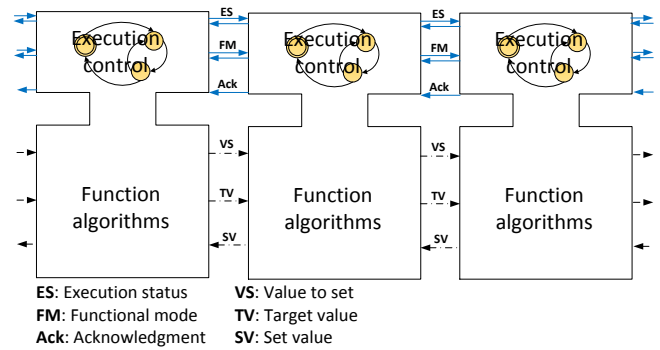 ES
ES
Execution
control
Execution
control
Execution
control
FM
FM
Ack
Ack
VS
VS
Function
algorithms
Function
algorithms
Function
algorithms
TV
TV
SV
SV
ES: Execution status
VS: Value to set
FM: Functional mode
TV: Target value
Ack: Acknowledgment
SV: Set value